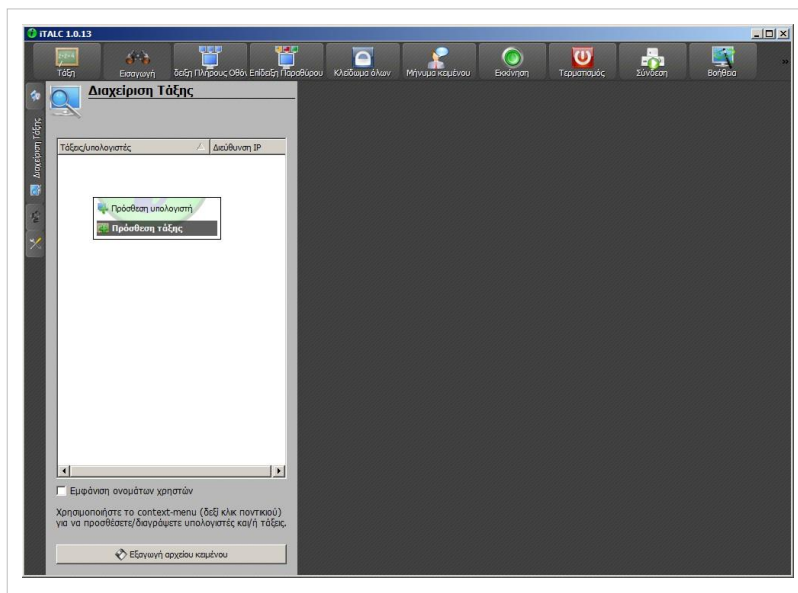 iTALC 1.0.13
Τάξη
Εισαγωγή
δειξη Πλήρους Οθόν
Επίδειξη Παραθύρου
Κλείδωμα όλων
Μήνυμα κειμένου
Εκκίνηση
Τερματισμός
Σύνδεση
Βοήθεια
»
Διαχείριση Τάξης
Διαχείριση Τάξης
Τάξεις/υπολογιστές
Διεύθυνση IP
Πρόσθεση υπολογιστή
Πρόσθεση τάξης
Εμφάνιση ονομάτων χρηστών
Χρησιμοποιήστε το context-menu (δεξί κλικ ποντικιού)
για να προσθέσετε/διαγράψετε υπολογιστές και/ή τάξεις.
Εξαγωγή αρχείου κειμένου